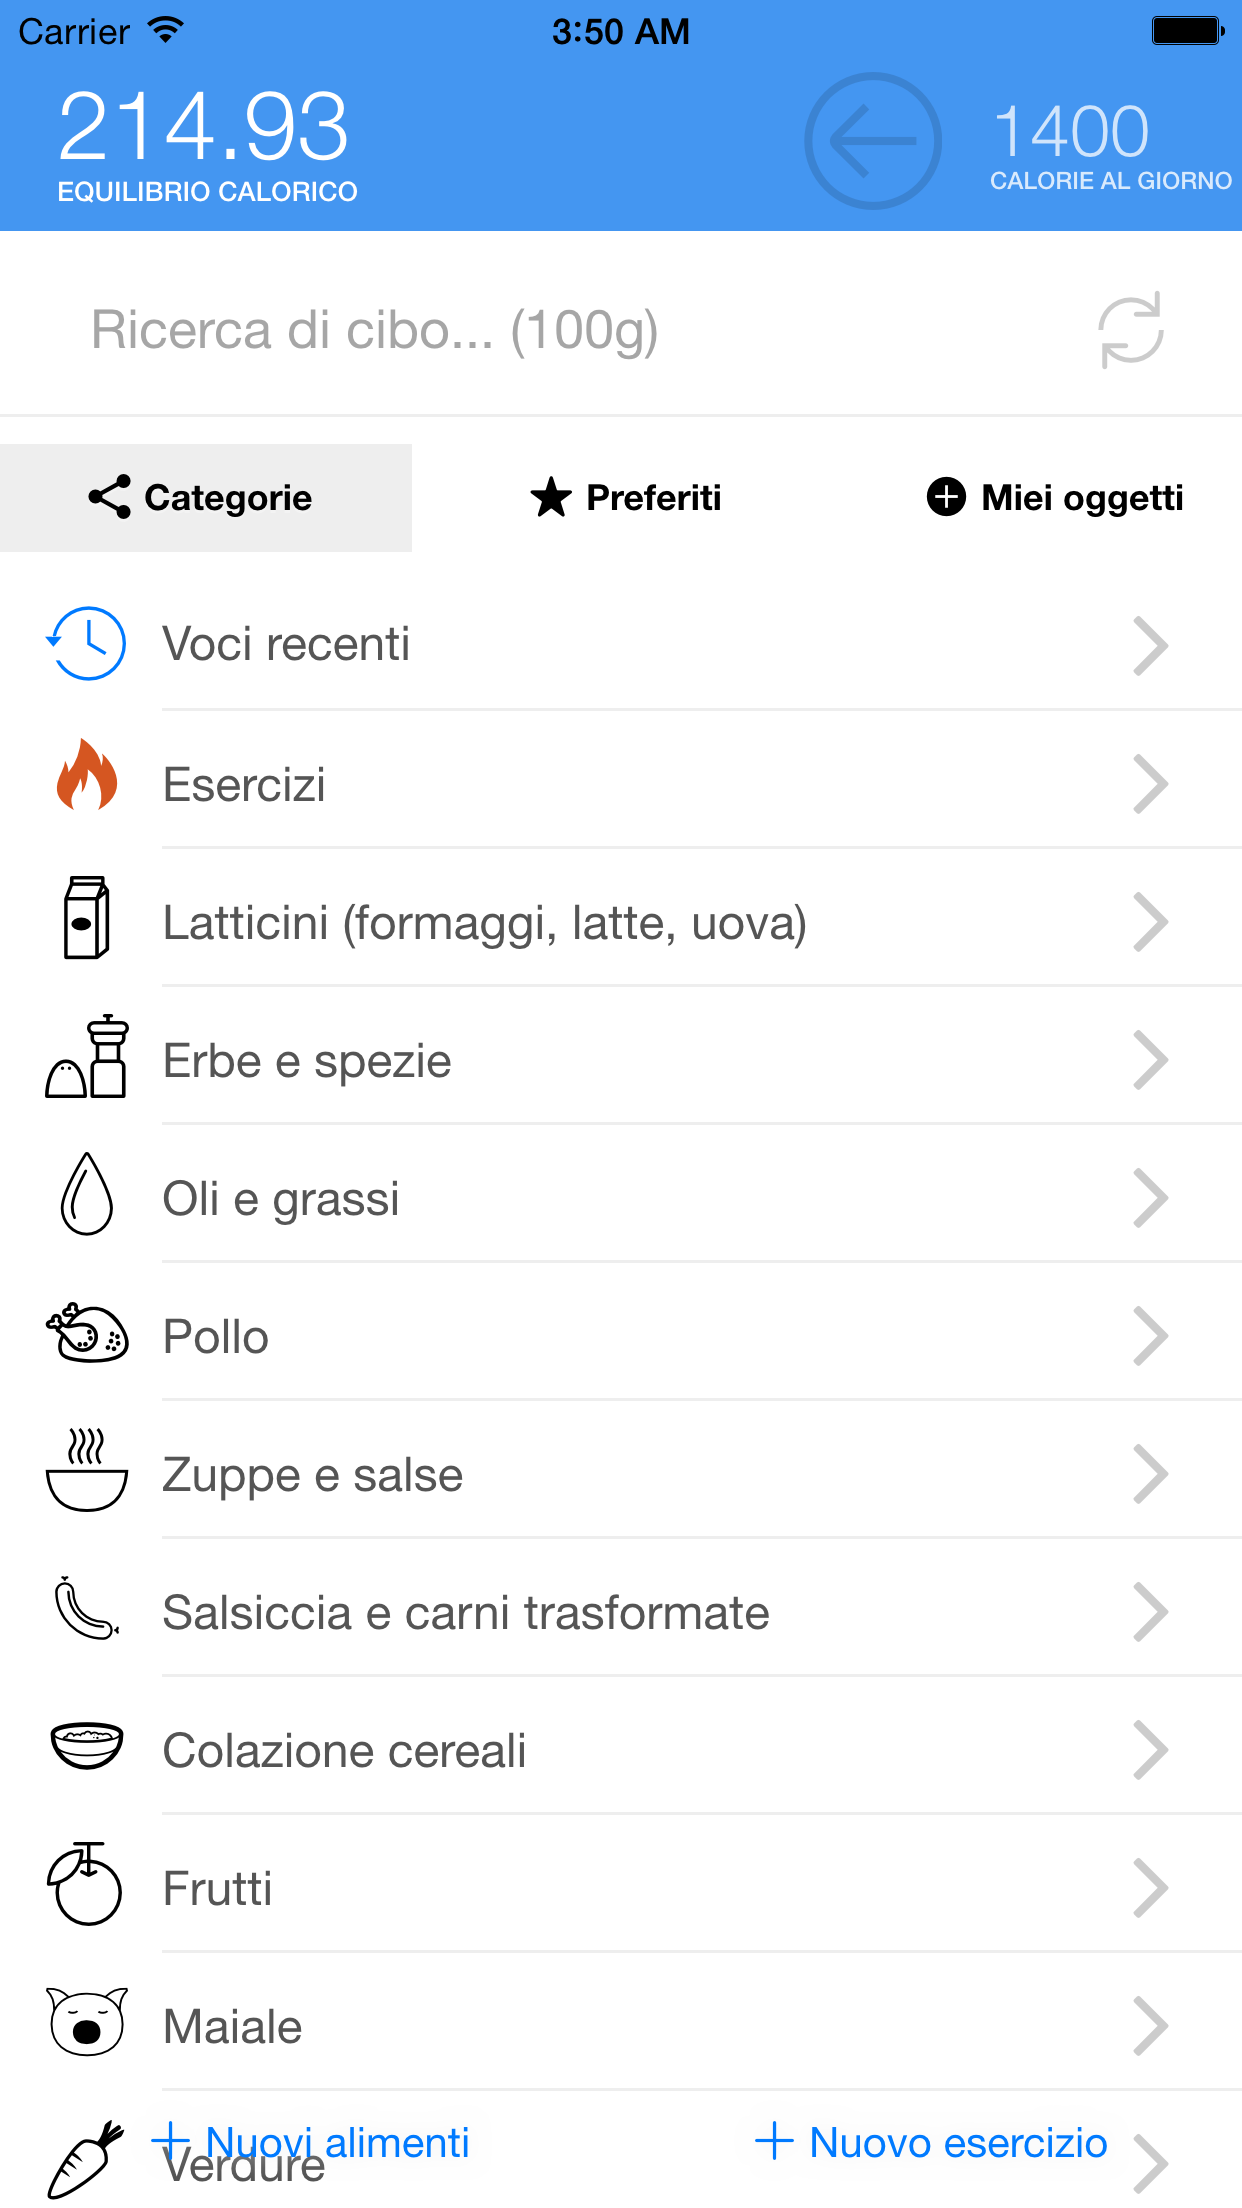 Carrier 3:50 AM
214.93 1400
EQUILIBRIO CALORICO CALORIE AL GIORNO
Ricerca di cibo... (100g)
Categorie Preferiti Miei oggetti
Voci recenti
Esercizi
Latticini (formaggi, latte, uova)
Erbe e spezie
Oli e grassi
Pollo
Zuppe e salse
Salsiccia e carni trasformate
Colazione cereali
Frutti
Maiale
Nuovi alimenti Nuovo esercizio
Verdure